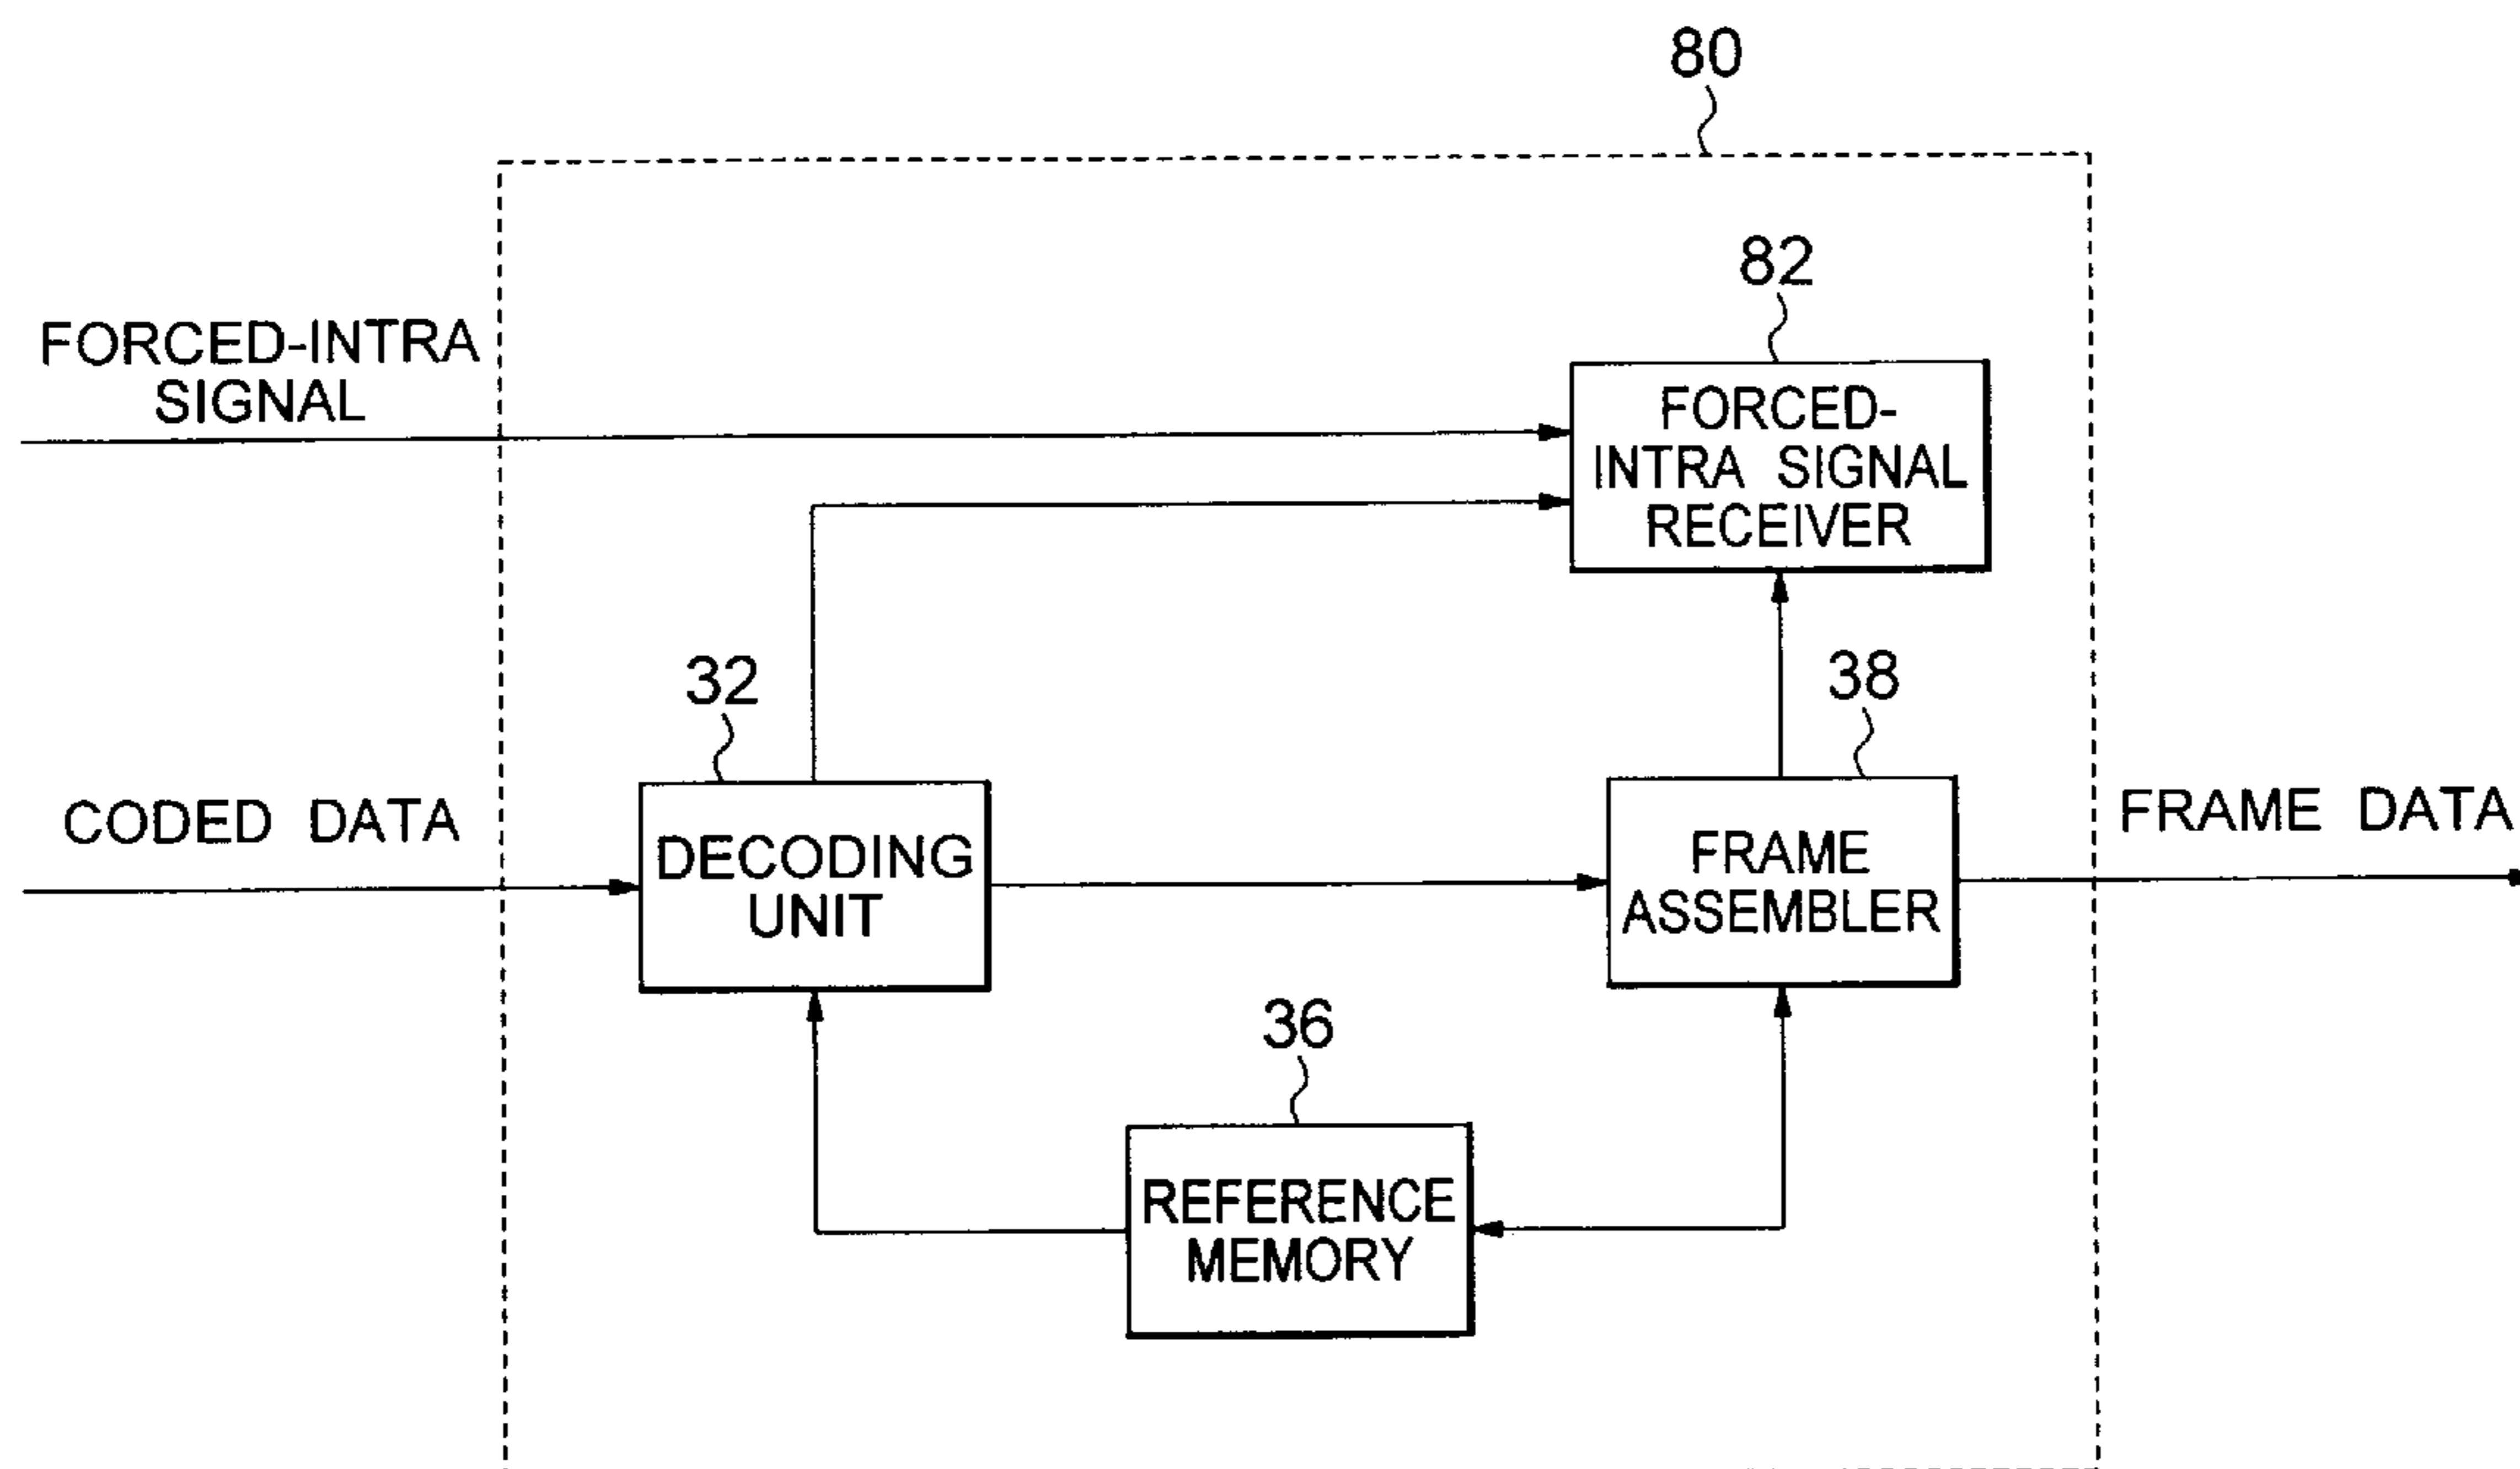 80
82
FORCED-INTRA
SIGNAL
FORCED-
INTRA SIGNAL
RECEIVER
32
38
CODED DATA
DECODING
UNIT
FRAME
ASSEMBLER
FRAME DATA
36
REFERENCE
MEMORY